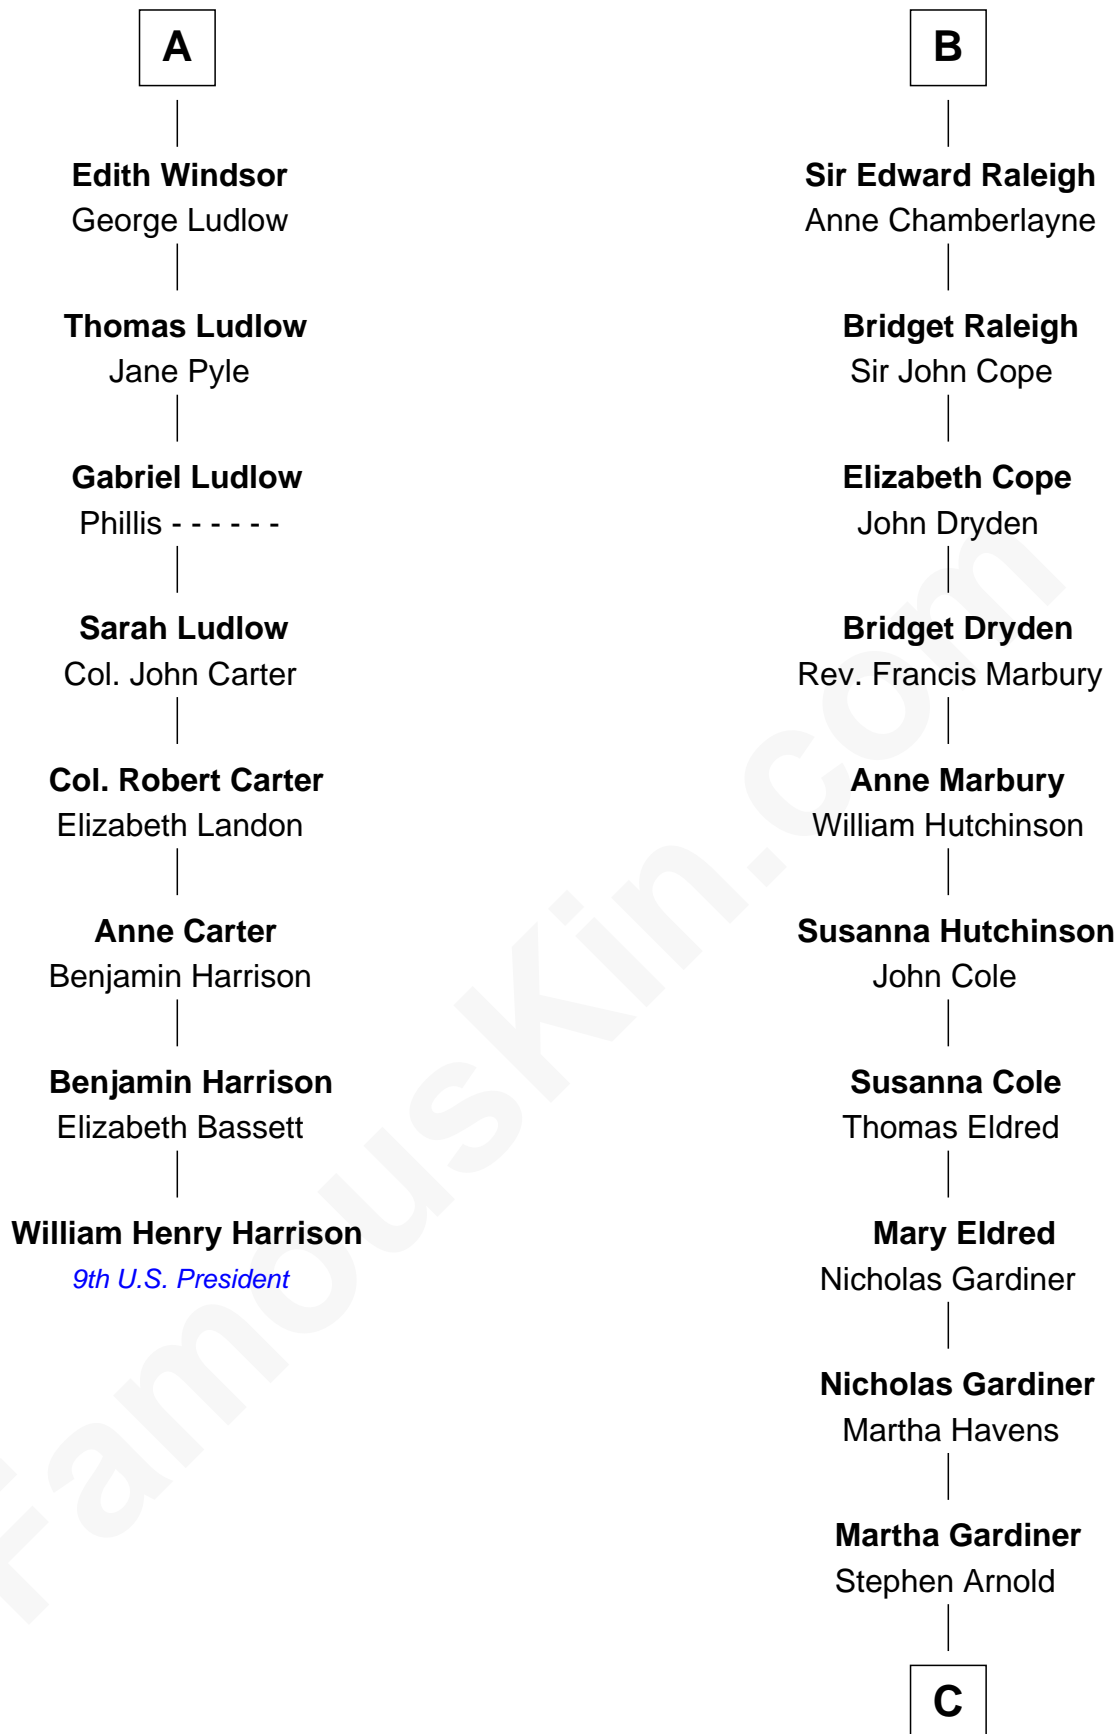 A
Edith Windsor
George Ludlow
Thomas Ludlow
Jane Pyle
Gabriel Ludlow
Phillis - - - - - -
Sarah Ludlow
Col. John Carter
Col. Robert Carter
Elizabeth Landon
Anne Carter
Benjamin Harrison
Benjamin Harrison
Elizabeth Bassett
William Henry Harrison
9th U.S. President
B
Sir Edward Raleigh
Anne Chamberlayne
Bridget Raleigh
Sir John Cope
Elizabeth Cope
John Dryden
Bridget Dryden
Rev. Francis Marbury
Anne Marbury
William Hutchinson
Susanna Hutchinson
John Cole
Susanna Cole
Thomas Eldred
Mary Eldred
Nicholas Gardiner
Nicholas Gardiner
Martha Havens
Martha Gardiner
Stephen Arnold
C
FamousKin.com